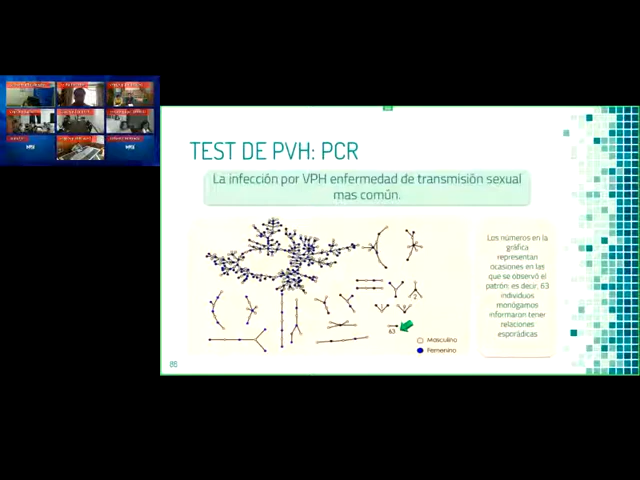 TEST DE PVH: PCR
La infección por VPH enfermedad de transmisión sexual
mas común.
Los números en la
gráfica
representan
ocasiones en las
que se observó el
patrón: es decir, 63
individuos
monógamos
informaron tener
relaciones
esporádicas
2
63
Masculino
Femenino
86